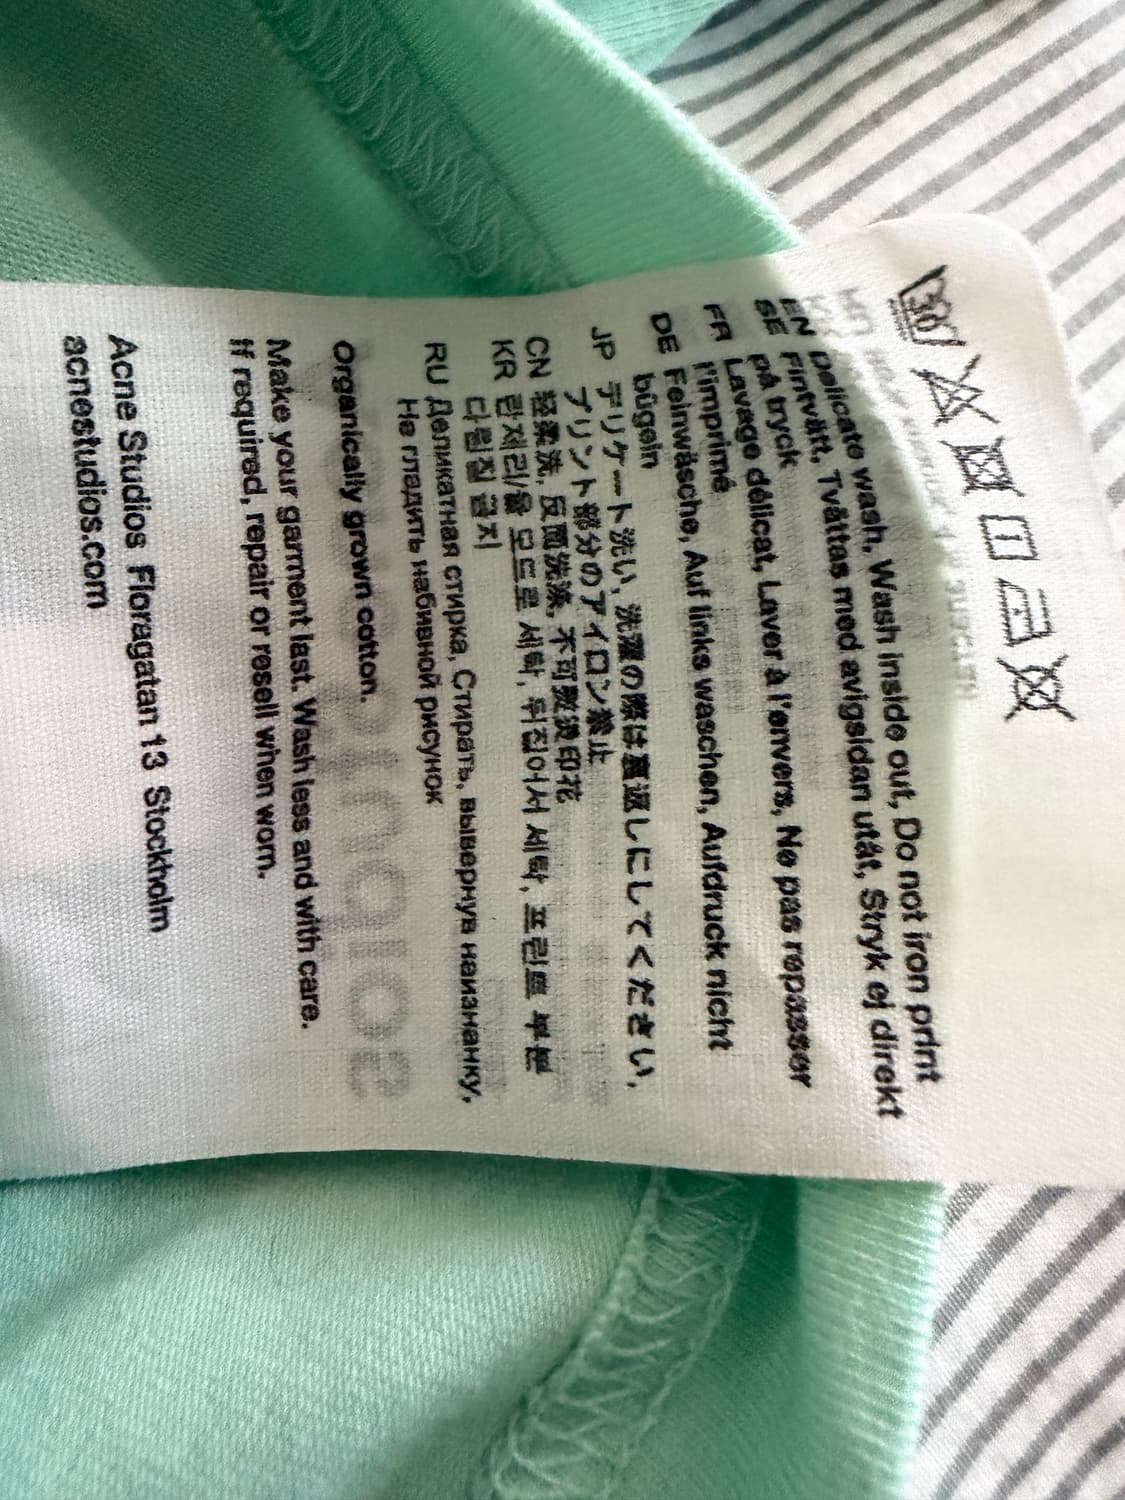 30
EN Delicate wash, Wash inside out, Do not iron print
SE Fintvätt, Tvättas med avigsidan utåt, Stryk ej direkt
på tryck
FR Lavage délicat, Laver à l'envers, Ne pas repasser
l'imprimé
DE Feinwäsche, Auf links waschen, Aufdruck nicht
bügeln
JP デリケート洗い, 洗濯の際は裏返しにしてください,
プリント部分のアイロン禁止
CN 轻柔洗, 反面洗涤, 不可熨烫印花
KR 란제리/울 모드로 세탁, 뒤집어서 세탁, 프린트 부분
다림질 금지
RU Деликатная стирка, Стирать, вывернув наизнанку,
Не гладить набивной рисунок
Organically grown cotton.
Make your garment last. Wash less and with care.
If required, repair or resell when worn.
Acne Studios Floragatan 13 Stockholm
acnestudios.com